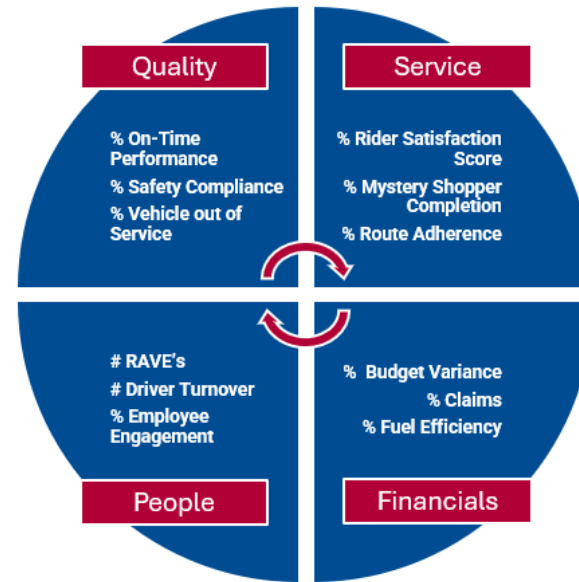 Quality
% On-Time
Performance
% Safety Compliance
% Vehicle out of
Service
Service
% Rider Satisfaction
Score
% Mystery Shopper
Completion
% Route Adherence
# RAVE's
# Driver Turnover
% Employee
Engagement
People
% Budget Variance
% Claims
% Fuel Efficiency
Financials